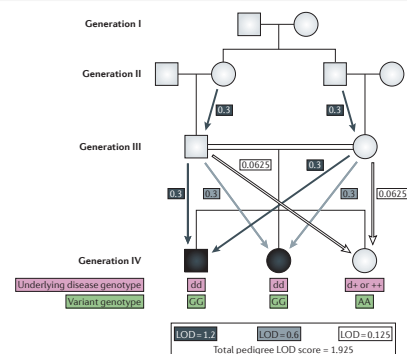 Generation I
Generation II
0.3 0.3
Generation III
0.0625
0.3 0.3 0.3 0.3 0.0625
Generation IV
Underlying disease genotype dd dd d+ or ++
Variant genotype GG GG AA
LOD=1.2 LOD=0.6 LOD=0.125
Total pedigree LOD score = 1.925